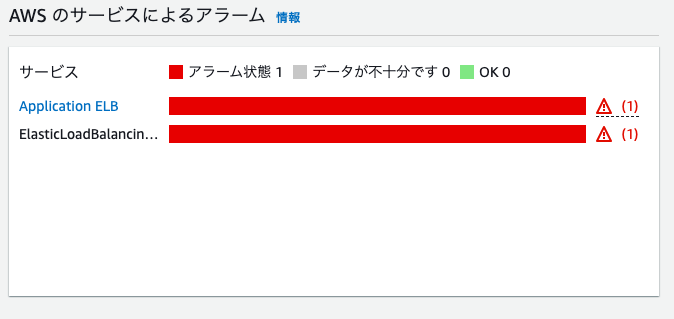 AWS のサービスによるアラーム 情報
サービス アラーム状態 1 データが不十分です 0 OK 0
Application ELB (1)
ElasticLoadBalancin… (1)